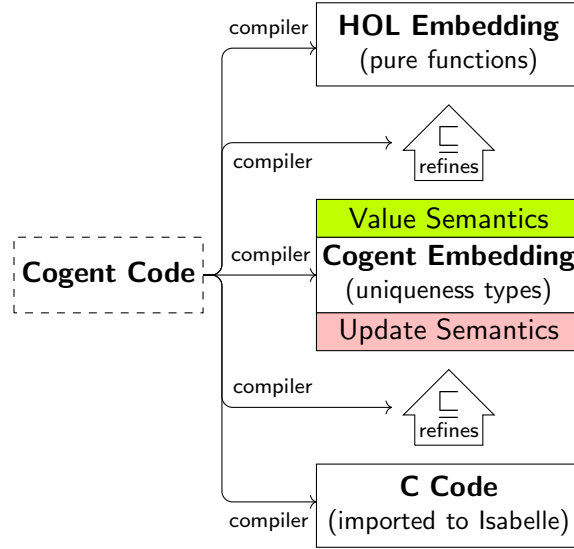 compiler
HOL Embedding
(pure functions)
compiler
⊑
refines
Value Semantics
Cogent Code
compiler
Cogent Embedding
(uniqueness types)
Update Semantics
compiler
⊑
refines
C Code
compiler
(imported to Isabelle)